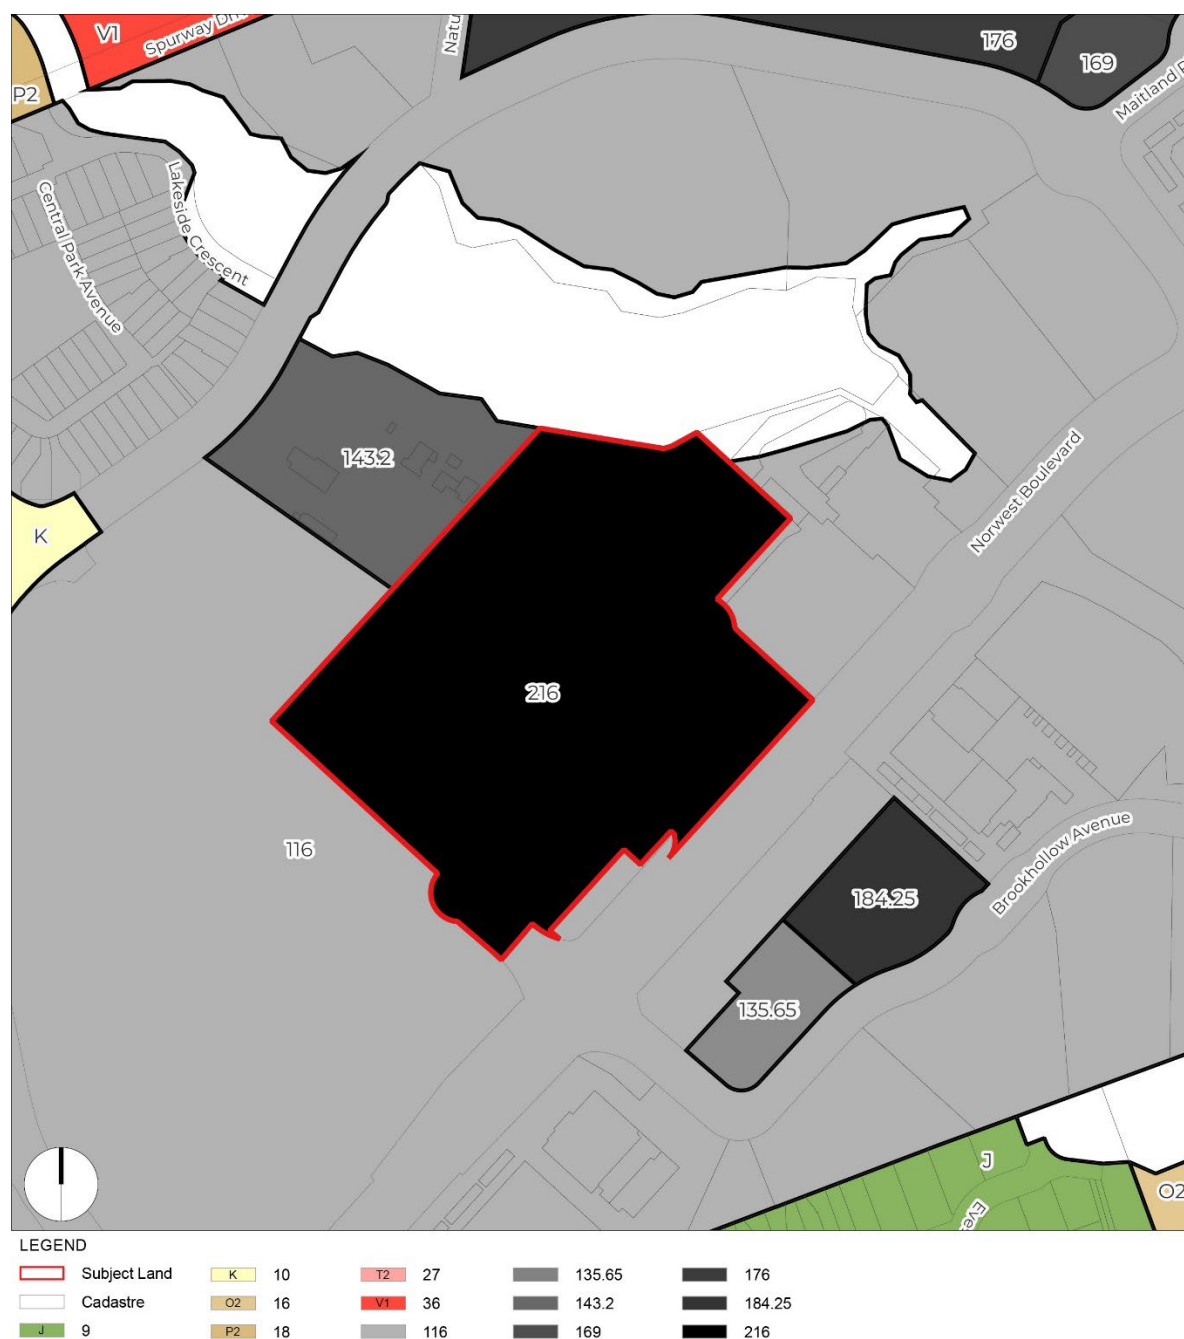 V1
Spurway Dri
Natu
176
169
Maitland P
P2
Lakeside Crescent
Central Park Avenue
143.2
K
Norwest Boulevard
216
116
Brookhollow Avenue
184.25
135.65
J
O2
Eve
LEGEND
Subject Land K 10 T2 27 135.65 176
Cadastre O2 16 V1 36 143.2 184.25
J 9 P2 18 116 169 216